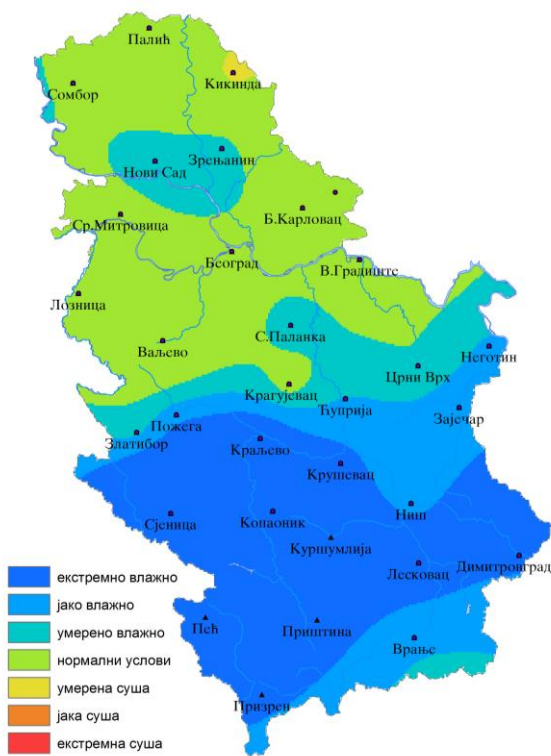 Палић
Кикинда
Сомбор
Зрењанин
Нови Сад
Б.Карловац
Ср.Митровица
Београд
В.Градиште
Лозница
С.Паланка
Ваљево
Неготин
Црни Врх
Крагујевац
Ћуприја
Зајечар
Пожега
Златибор
Краљево
Крушевац
Ниш
Сјеница
Копаоник
Куршумлија
Димитровград
Лесковац
Пећ
Приштина
Врање
Призрен
екстремно влажно
јако влажно
умерено влажно
нормални услови
умерена суша
јака суша
екстремна суша